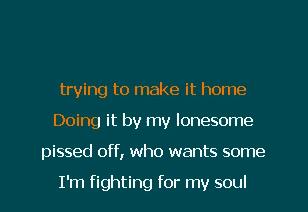 trying to make it home
Doing it by my lonesome
pissed off, who wants some
I'm fighting for my soul